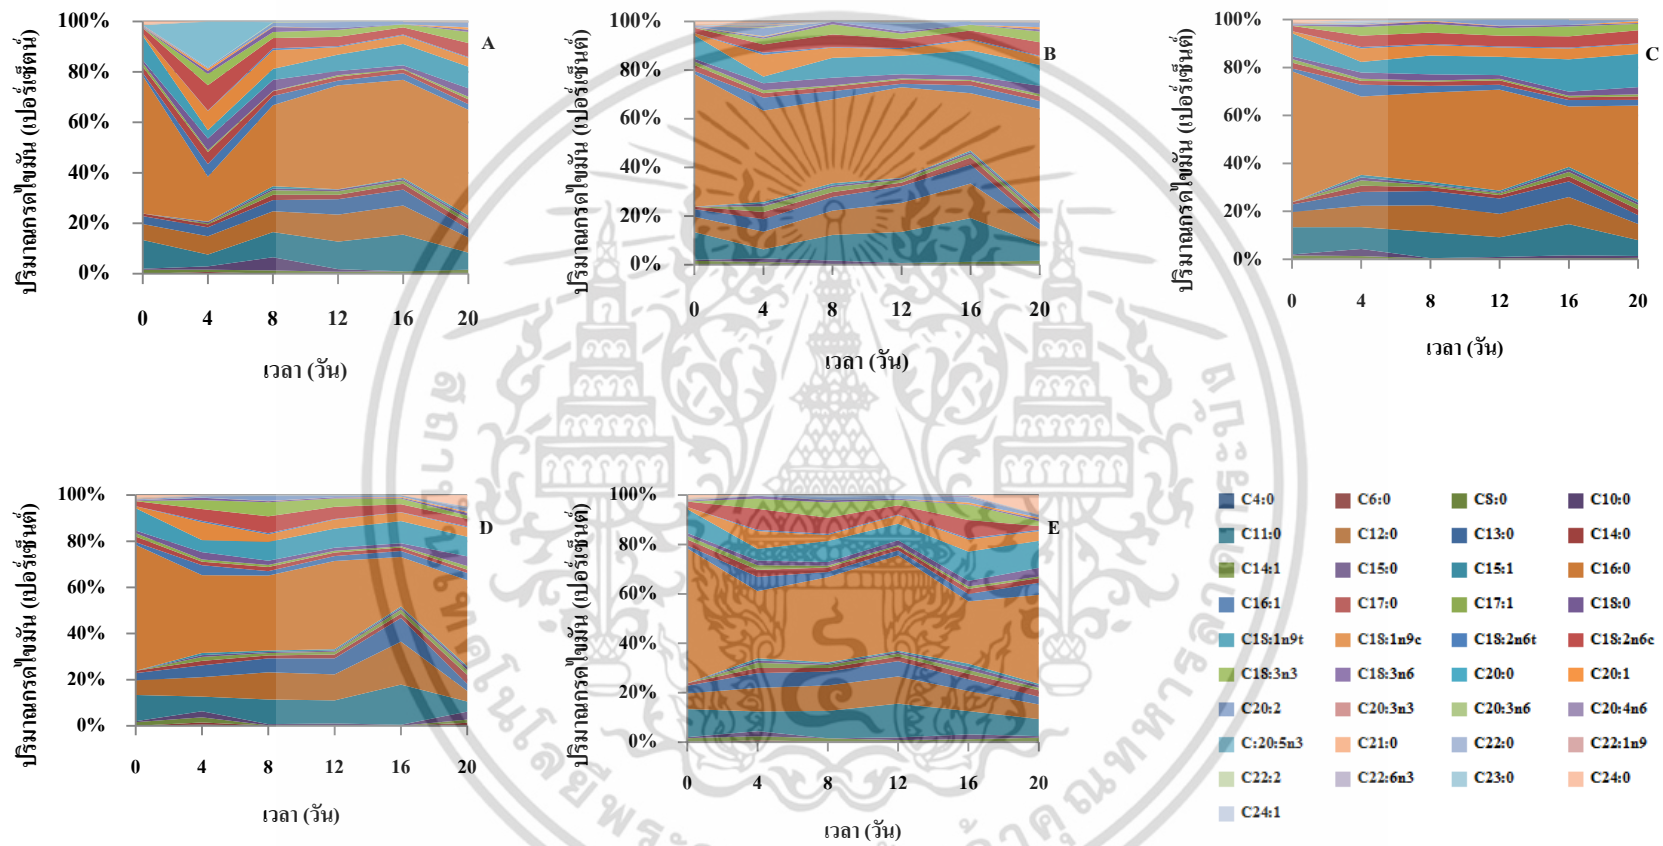 A
ปริมาณกรดไขมัน (เปอร์เซ็นต์)
100%
80%
60%
40%
20%
0%
0 4 8 12 16 20
เวลา (วัน)
B
ปริมาณกรดไขมัน (เปอร์เซ็นต์)
100%
80%
60%
40%
20%
0%
0 4 8 12 16 20
เวลา (วัน)
C
ปริมาณกรดไขมัน (เปอร์เซ็นต์)
100%
80%
60%
40%
20%
0%
0 4 8 12 16 20
เวลา (วัน)
D
ปริมาณกรดไขมัน (เปอร์เซ็นต์)
100%
80%
60%
40%
20%
0%
0 4 8 12 16 20
เวลา (วัน)
E
ปริมาณกรดไขมัน (เปอร์เซ็นต์)
100%
80%
60%
40%
20%
0%
0 4 8 12 16 20
เวลา (วัน)
C4:0 C6:0 C8:0 C10:0
C11:0 C12:0 C13:0 C14:0
C14:1 C15:0 C15:1 C16:0
C16:1 C17:0 C17:1 C18:0
C18:1n9t C18:1n9c C18:2n6t C18:2n6c
C18:3n3 C18:3n6 C20:0 C20:1
C20:2 C20:3n3 C20:3n6 C20:4n6
C:20:5n3 C21:0 C22:0 C22:1n9
C22:2 C22:6n3 C23:0 C24:0
C24:1